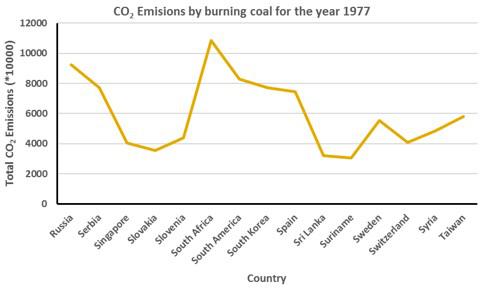 CO₂ Emisions by burning coal for the year 1977
Total CO₂ Emissions (*10000)
12000
10000
8000
6000
4000
2000
0
Russia
Serbia
Singapore
Slovakia
Slovenia
South Africa
South America
South Korea
Spain
Sri Lanka
Suriname
Sweden
Switzerland
Syria
Taiwan
Country